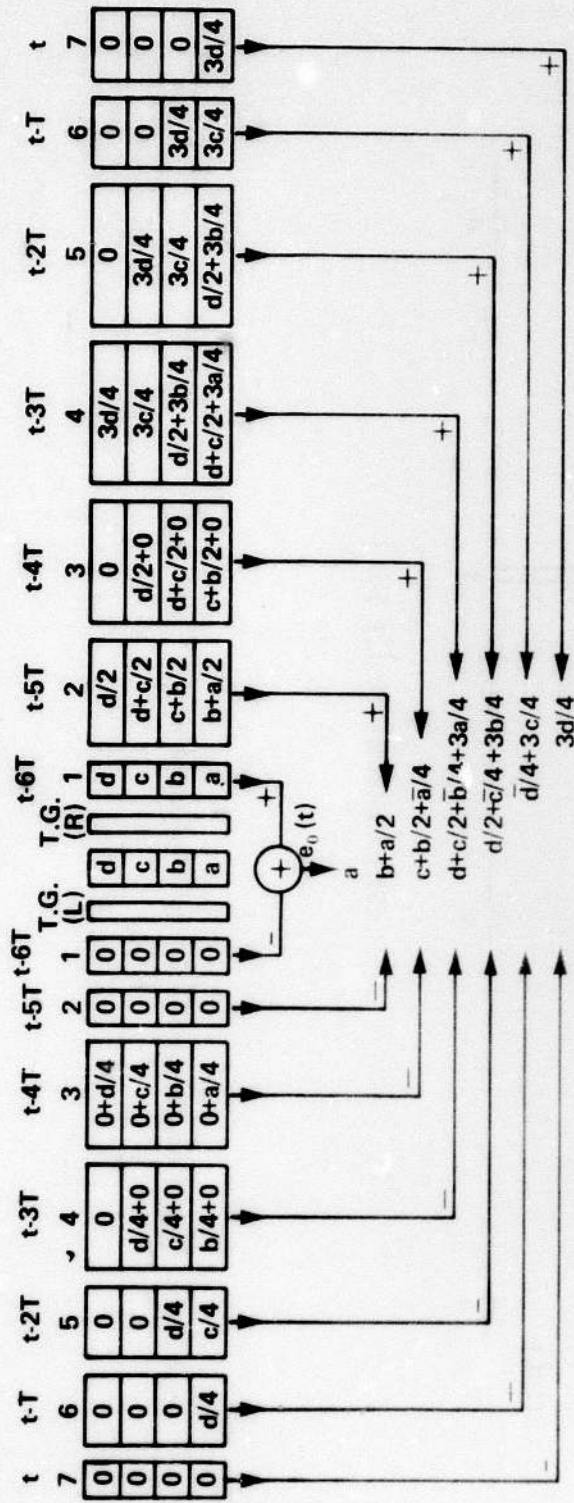 t t-T t-2T t-3T t-4T t-5T t-6T T.G. (L) T.G. (R) t-6T t-5T t-4T t-3T t-2T t-T t
7 6 5 4 3 2 1 1 2 3 4 5 6 7
0 0 0 0 0+d/4 0 0 d d d/2 0 3d/4 0 0 0
0 0 0 d/4+0 0+c/4 0 0 c c d+c/2 d/2+0 3c/4 3d/4 0 0
0 0 d/4 c/4+0 0+b/4 0 0 b b c+b/2 d+c/2+0 d/2+3b/4 3c/4 3d/4 0
0 d/4 c/4 b/4+0 0+a/4 0 0 a a b+a/2 c+b/2+0 d+c/2+3a/4 d/2+3b/4 3c/4 3d/4
- + +
e₀(t)
a
- b+a/2 +
- c+b/2+a̅/4 +
- d+c/2+b̅/4+3a/4 +
- d/2+c̅/4+3b/4 +
- d̅/4+3c/4 +
- 3d/4 +